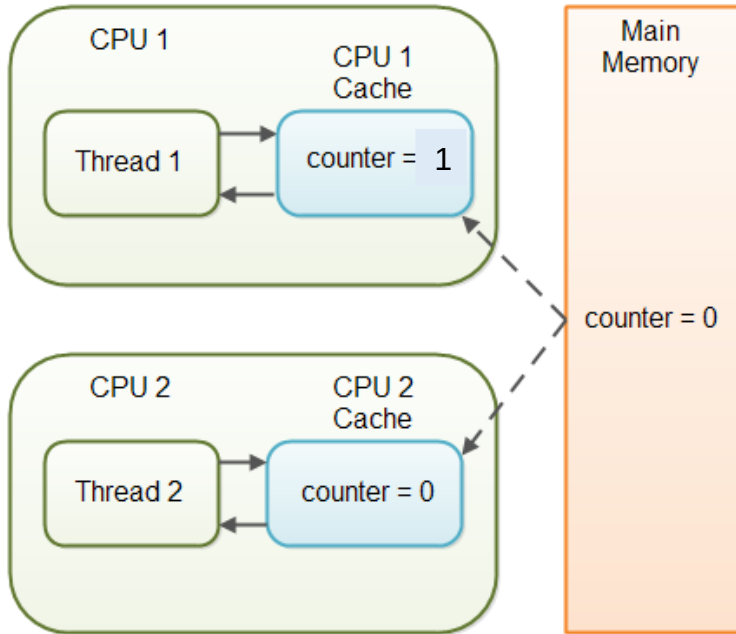 CPU 1
CPU 1
Cache
Thread 1
counter = 1
Main
Memory
counter = 0
CPU 2
CPU 2
Cache
Thread 2
counter = 0